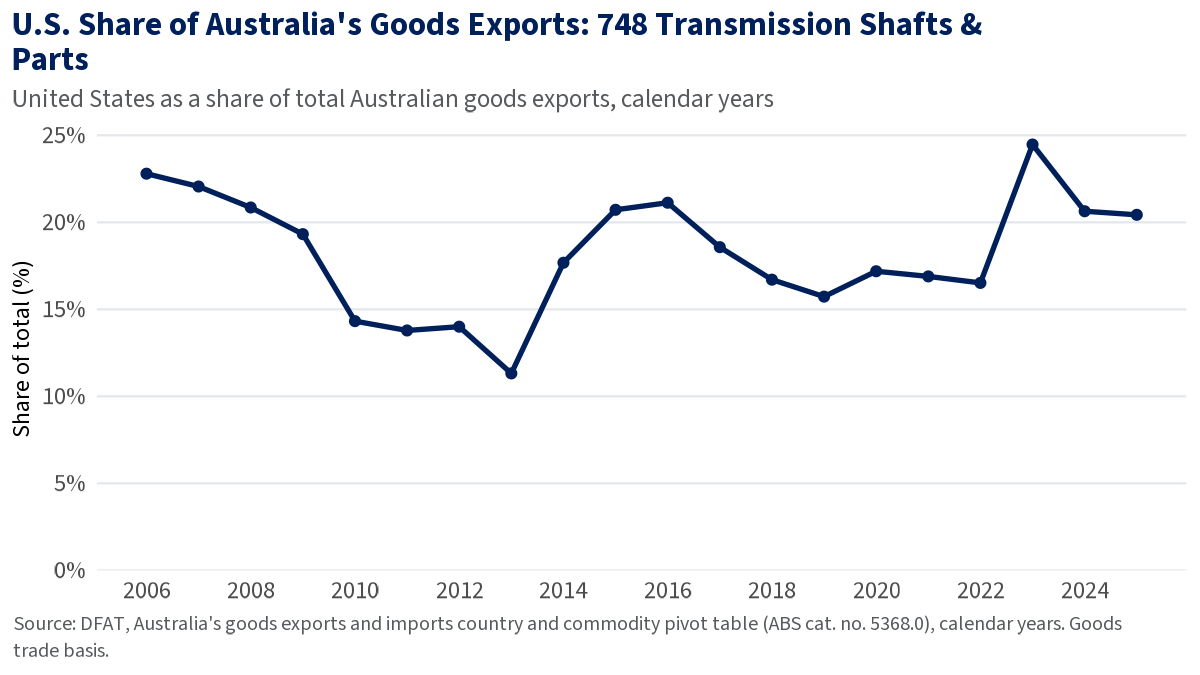 U.S. Share of Australia's Goods Exports: 748 Transmission Shafts &
Parts
United States as a share of total Australian goods exports, calendar years
Share of total (%)
25%
20%
15%
10%
5%
0%
2006 2008 2010 2012 2014 2016 2018 2020 2022 2024
Source: DFAT, Australia's goods exports and imports country and commodity pivot table (ABS cat. no. 5368.0), calendar years. Goods
trade basis.